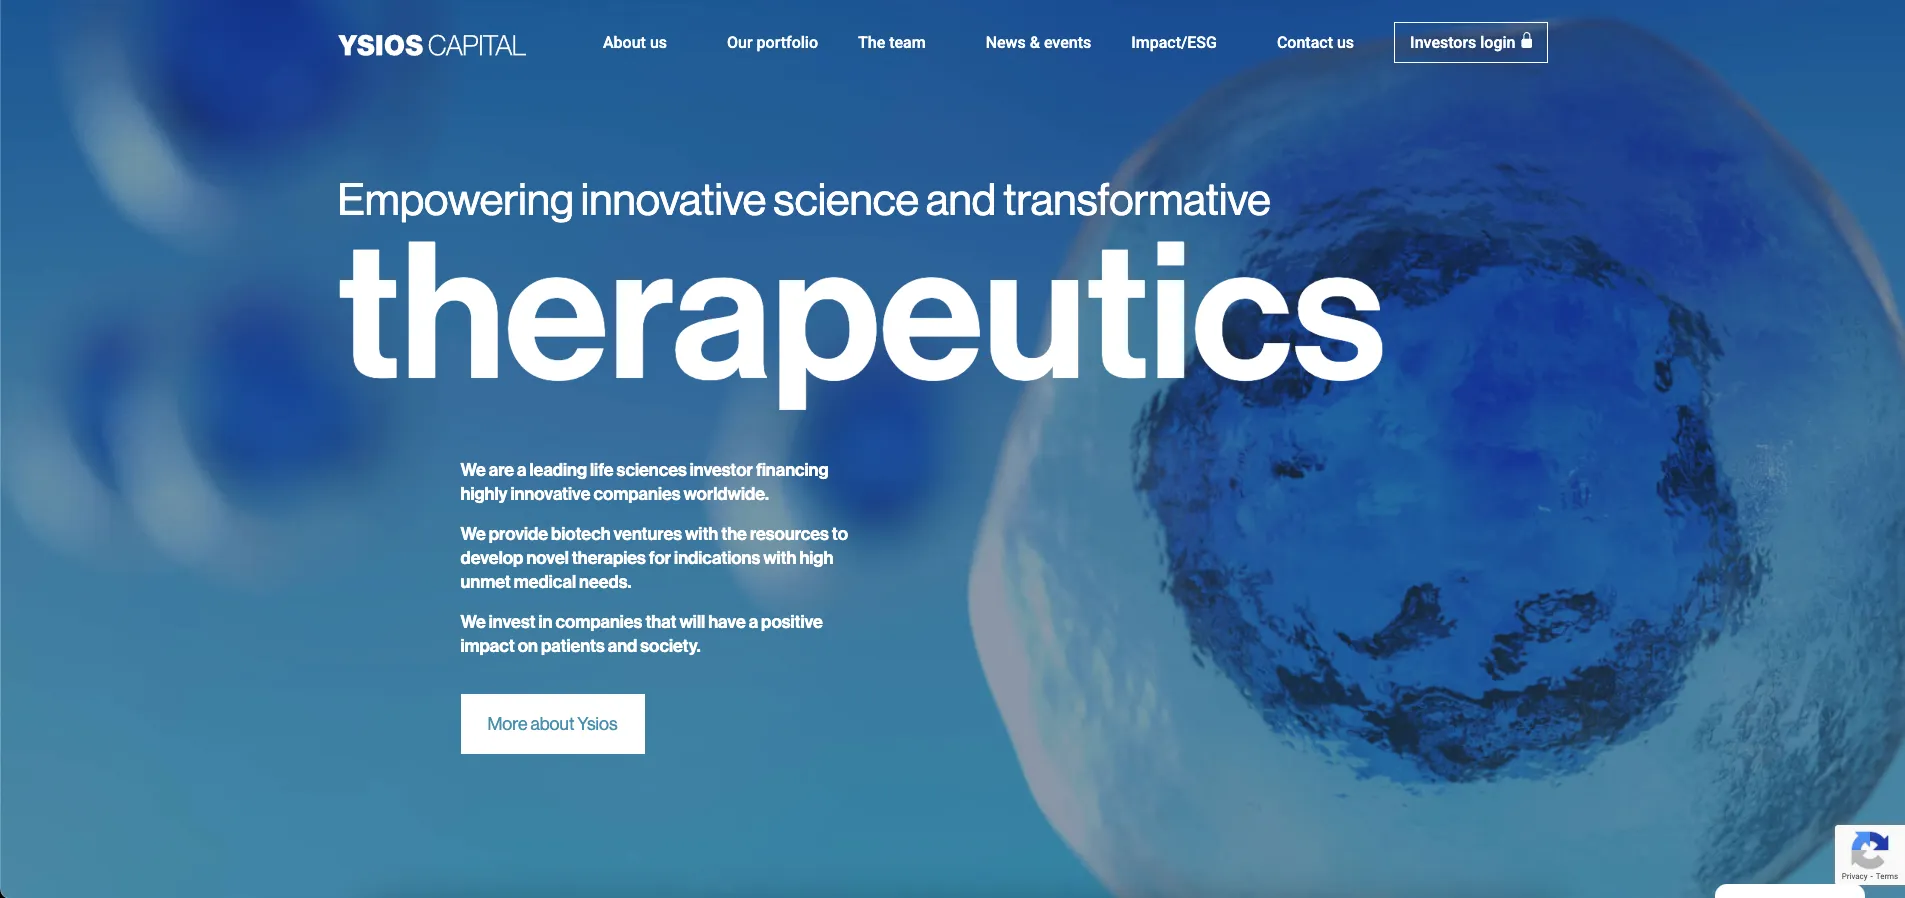 YSIOS CAPITAL
About us
Our portfolio
The team
News & events
Impact/ESG
Contact us
Investors login
Empowering innovative science and transformative
therapeutics
We are a leading life sciences investor financing
highly innovative companies worldwide.
We provide biotech ventures with the resources to
develop novel therapies for indications with high
unmet medical needs.
We invest in companies that will have a positive
impact on patients and society.
More about Ysios
Privacy - Terms